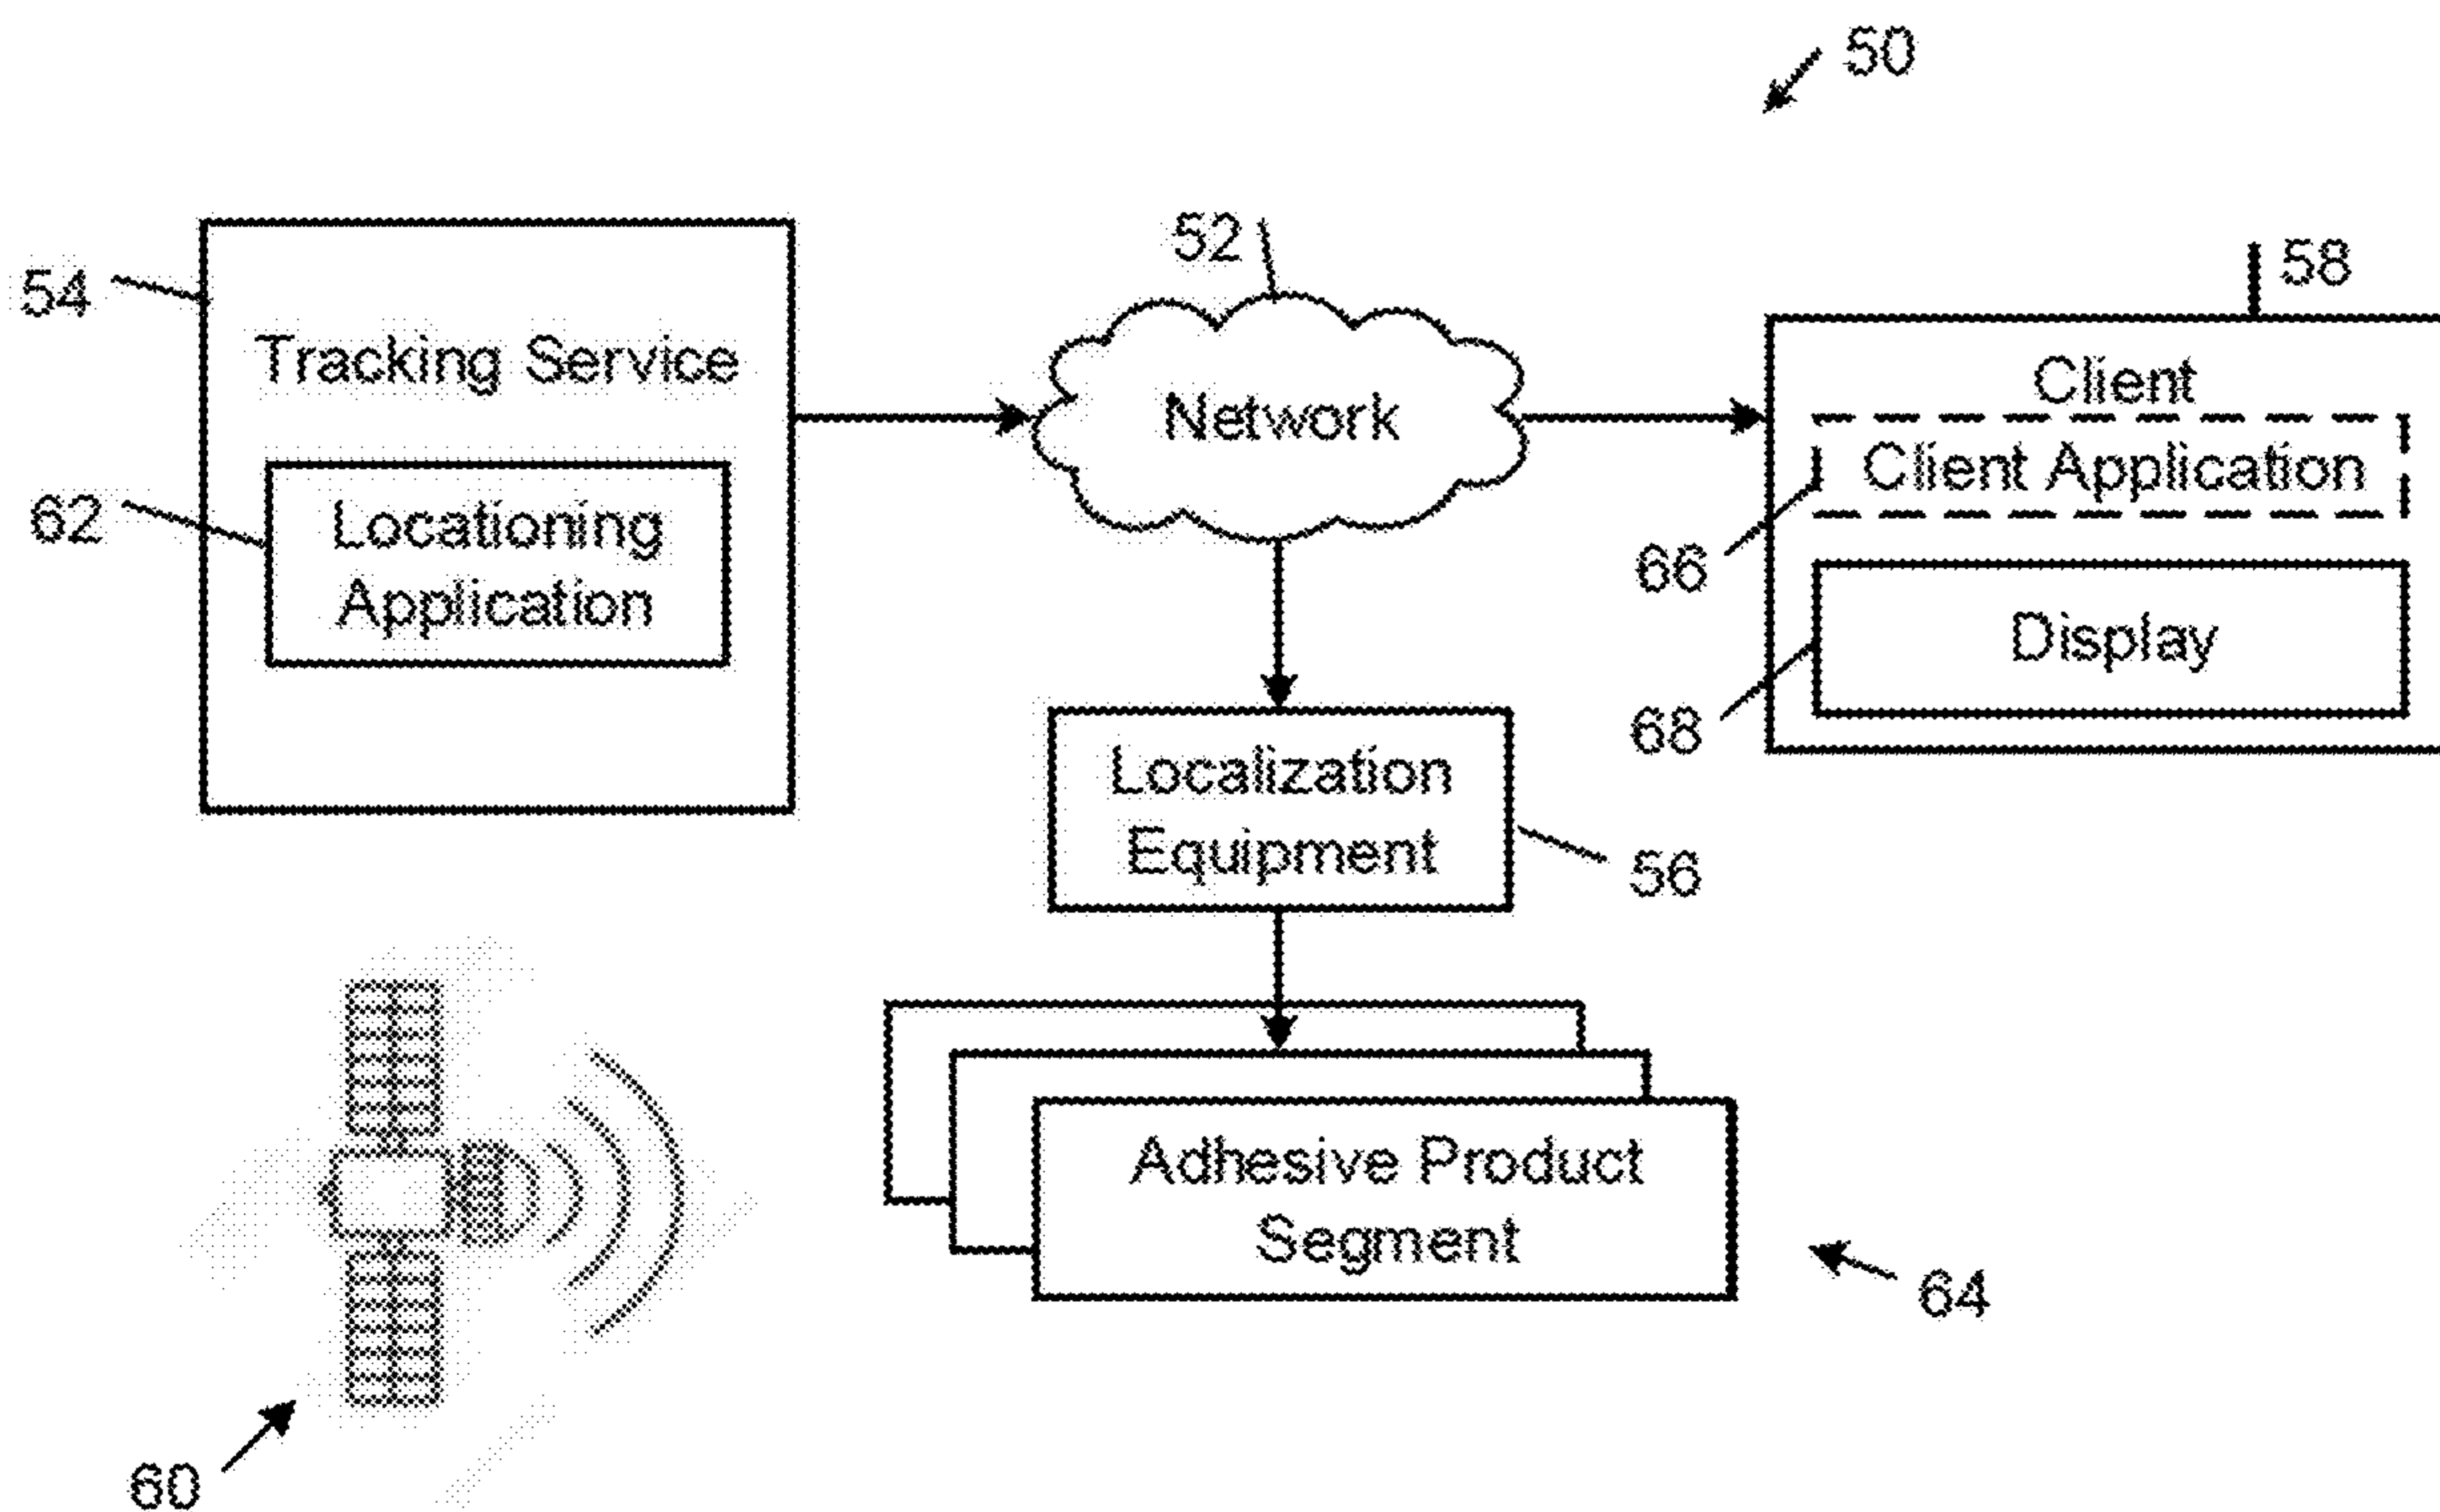 50
52
58
54
Tracking Service
Network
Client
Client Application
62
Locationing
Application
66
Display
68
Localization
Equipment
56
Adhesive Product
Segment
64
60